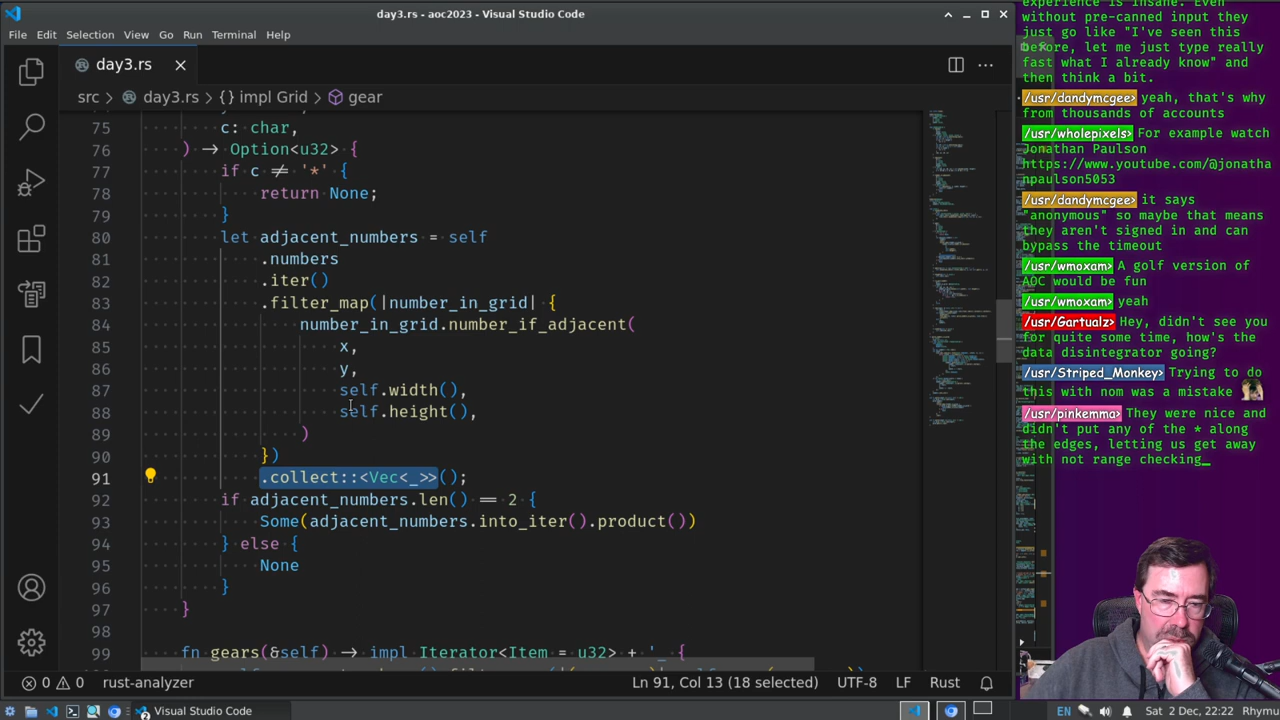 day3.rs - aoc2023 - Visual Studio Code
File Edit Selection View Go Run Terminal Help
day3.rs
src > day3.rs > {} impl Grid > gear
75 c: char,
76 ) → Option<u32> {
77 if c ≠ '*' {
78 return None;
79 }
80 let adjacent_numbers = self
81 .numbers
82 .iter()
83 .filter_map(|number_in_grid| {
84 number_in_grid.number_if_adjacent(
85 x,
86 y,
87 self.width(),
88 self.height(),
89 )
90 })
91 .collect::<Vec<_>>();
92 if adjacent_numbers.len() == 2 {
93 Some(adjacent_numbers.into_iter().product())
94 } else {
95 None
96 }
97 }
98
99 fn gears(&self) → impl Iterator<Item = u32> + '_ {
0 0 rust-analyzer Ln 91, Col 13 (18 selected) UTF-8 LF Rust
2 Visual Studio Code
EN Sat 2 Dec, 22:22 Rhymu
experience is insane. Even
without pre-canned input they
just go like "I've seen this
before, let me just type really
fast what I already know" and
then think a bit.
/usr/dandymcgee> yeah, that's why
from thousands of accounts
/usr/wholepixels> For example watch
Jonathan Paulson
https://www.youtube.com/@jonatha
npaulson5053
/usr/dandymcgee> it says
"anonymous" so maybe that means
they aren't signed in and can
bypass the timeout
/usr/wmoxam> A golf version of
AOC would be fun
/usr/wmoxam> yeah
/usr/Gartualz> Hey, didn't see you
for quite some time, how's the
data disintegrator going?
/usr/Striped_Monkey> Trying to do
this with nom was a mistake
/usr/pinkemma> They were nice and
didn't put any of the * along
the edges, letting us get away
with not range checking_